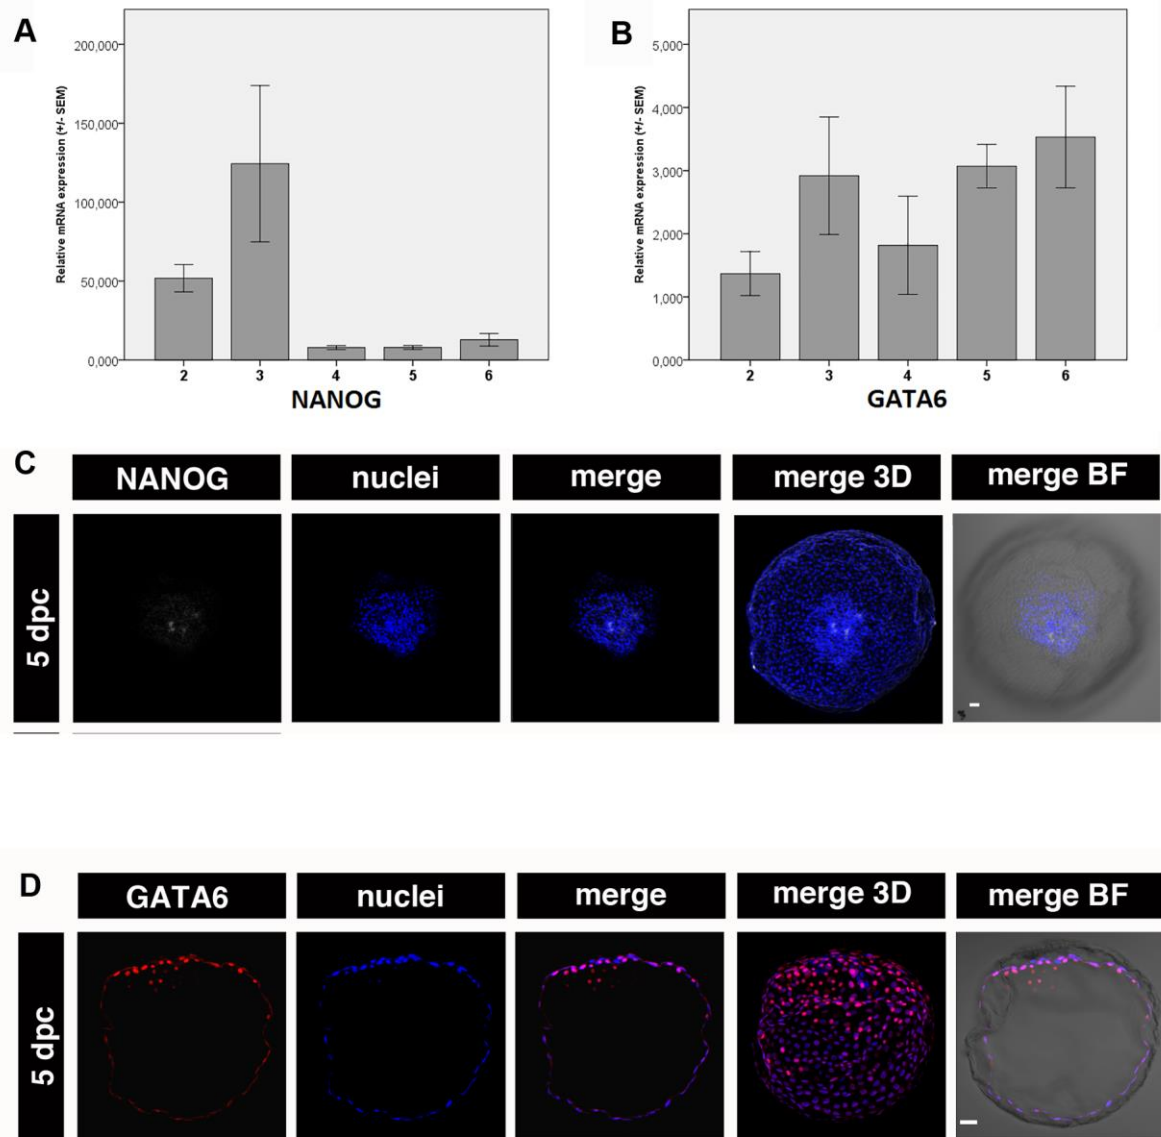 A
Relative mRNA expression (+/- SEM)
200,000
150,000
100,000
50,000
0,000
2 3 4 5 6
NANOG
B
Relative mRNA expression (+/- SEM)
5,000
4,000
3,000
2,000
1,000
0,000
2 3 4 5 6
GATA6
C
NANOG nuclei merge merge 3D merge BF
5 dpc
D
GATA6 nuclei merge merge 3D merge BF
5 dpc